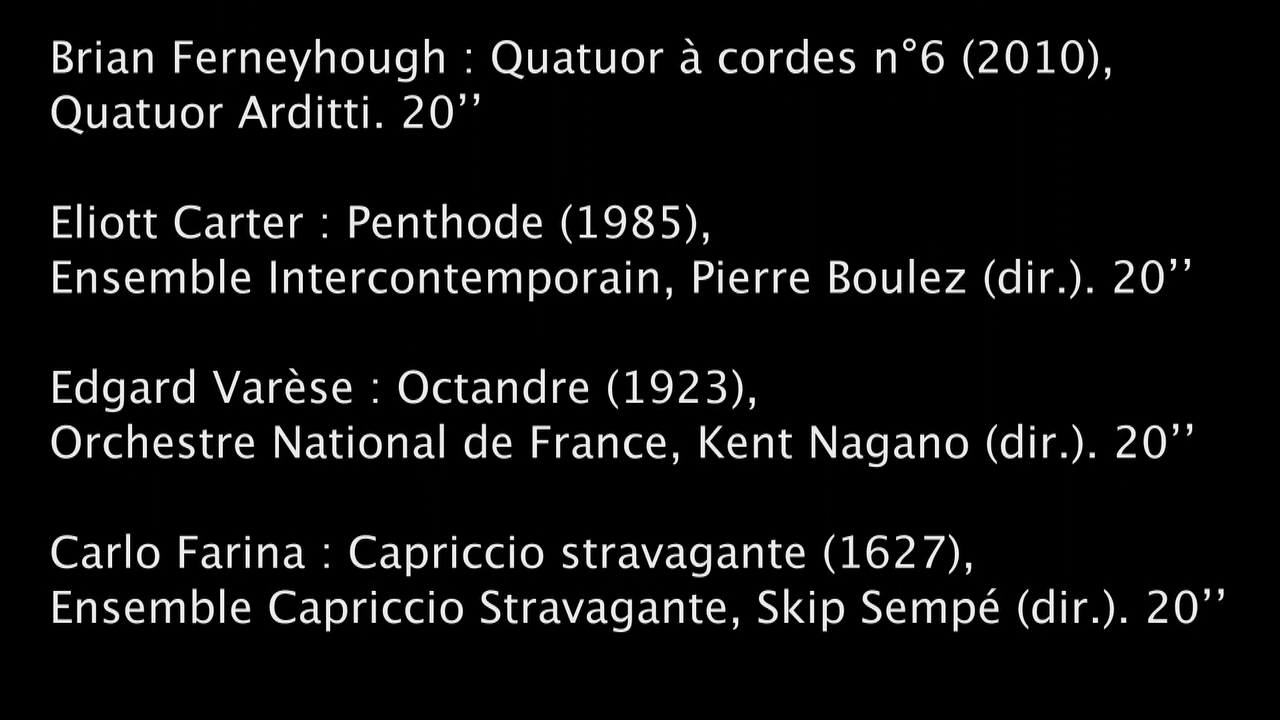 Brian Ferneyhough : Quatuor à cordes n°6 (2010),
Quatuor Arditti. 20’’
Eliott Carter : Penthode (1985),
Ensemble Intercontemporain, Pierre Boulez (dir.). 20’’
Edgard Varèse : Octandre (1923),
Orchestre National de France, Kent Nagano (dir.). 20’’
Carlo Farina : Capriccio stravagante (1627),
Ensemble Capriccio Stravagante, Skip Sempé (dir.). 20’’